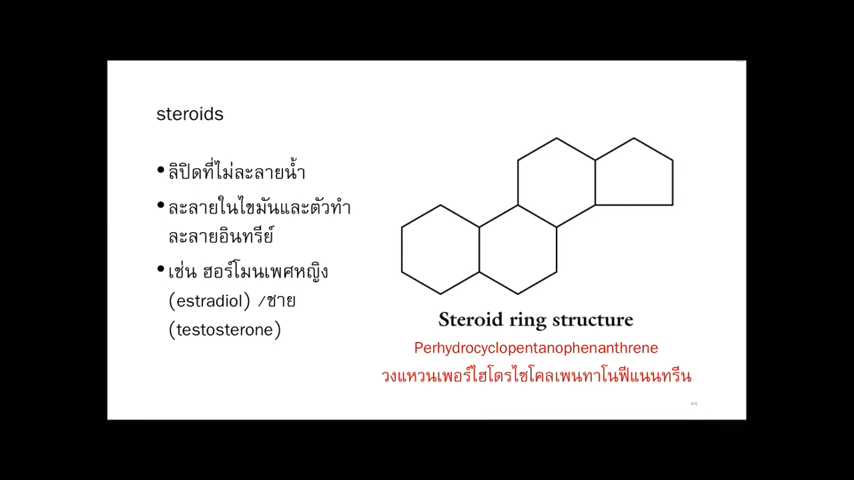 steroids
•ลิปิดที่ไม่ละลายน้ำ
•ละลายในไขมันและตัวทำ
ละลายอินทรีย์
•เช่น ฮอร์โมนเพศหญิง
(estradiol) /ชาย
(testosterone)
Steroid ring structure
Perhydrocyclopentanophenanthrene
วงแหวนเพอร์ไฮโดรไซโคลเพนทาโนฟีแนนทรีน
44